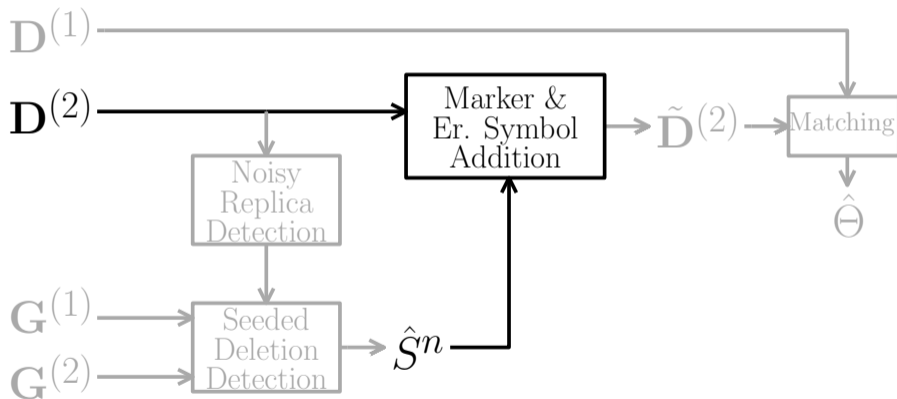 D(1)
D(2)
Marker &
Er. Symbol
Addition
D̃(2)
Matching
Noisy
Replica
Detection
Θ̂
G(1)
G(2)
Seeded
Deletion
Detection
Ŝn